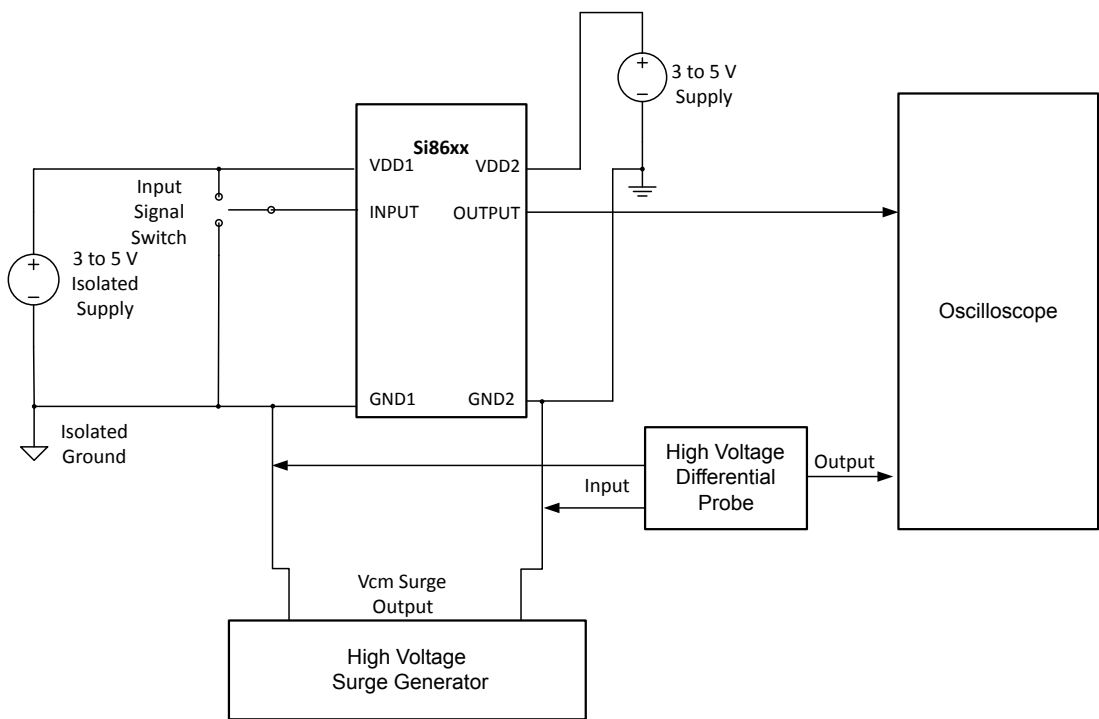 3 to 5 V
Supply
Si86xx
VDD1
VDD2
Input
Signal
Switch
INPUT
OUTPUT
+
−
3 to 5 V
Isolated
Supply
+
−
Oscilloscope
GND1
GND2
Isolated
Ground
High Voltage
Differential
Probe
Input
Output
Vcm Surge
Output
High Voltage
Surge Generator